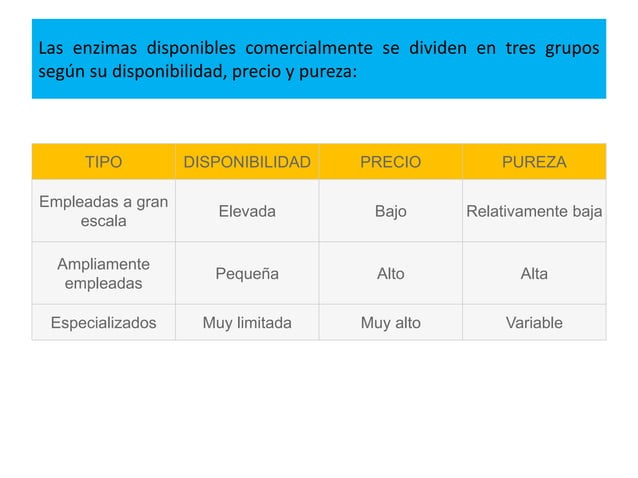 Las enzimas disponibles comercialmente se dividen en tres grupos
según su disponibilidad, precio y pureza:
TIPO DISPONIBILIDAD PRECIO PUREZA
Empleadas a gran
escala Elevada Bajo Relativamente baja
Ampliamente
empleadas Pequeña Alto Alta
Especializados Muy limitada Muy alto Variable